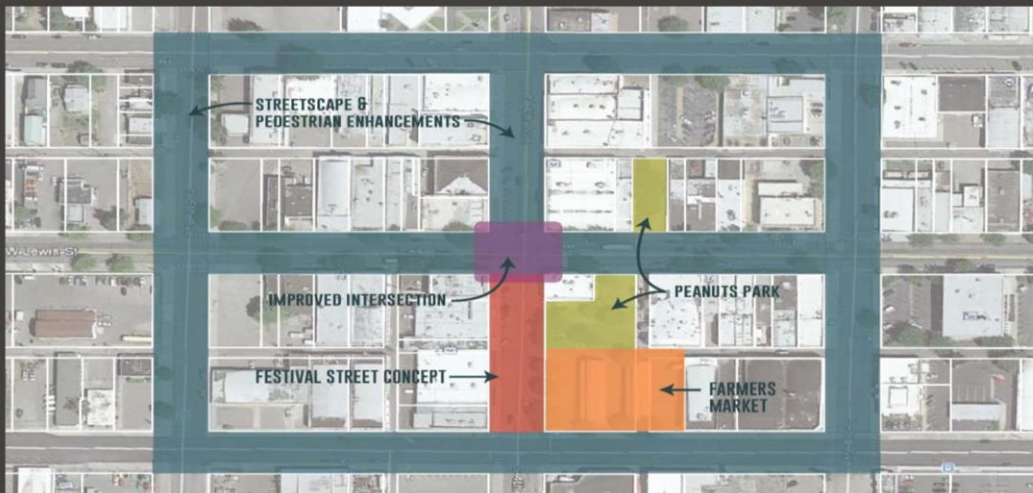 STREETSCAPE &
PEDESTRIAN ENHANCEMENTS
W Lewis St
IMPROVED INTERSECTION
PEANUTS PARK
FESTIVAL STREET CONCEPT
FARMERS
MARKET